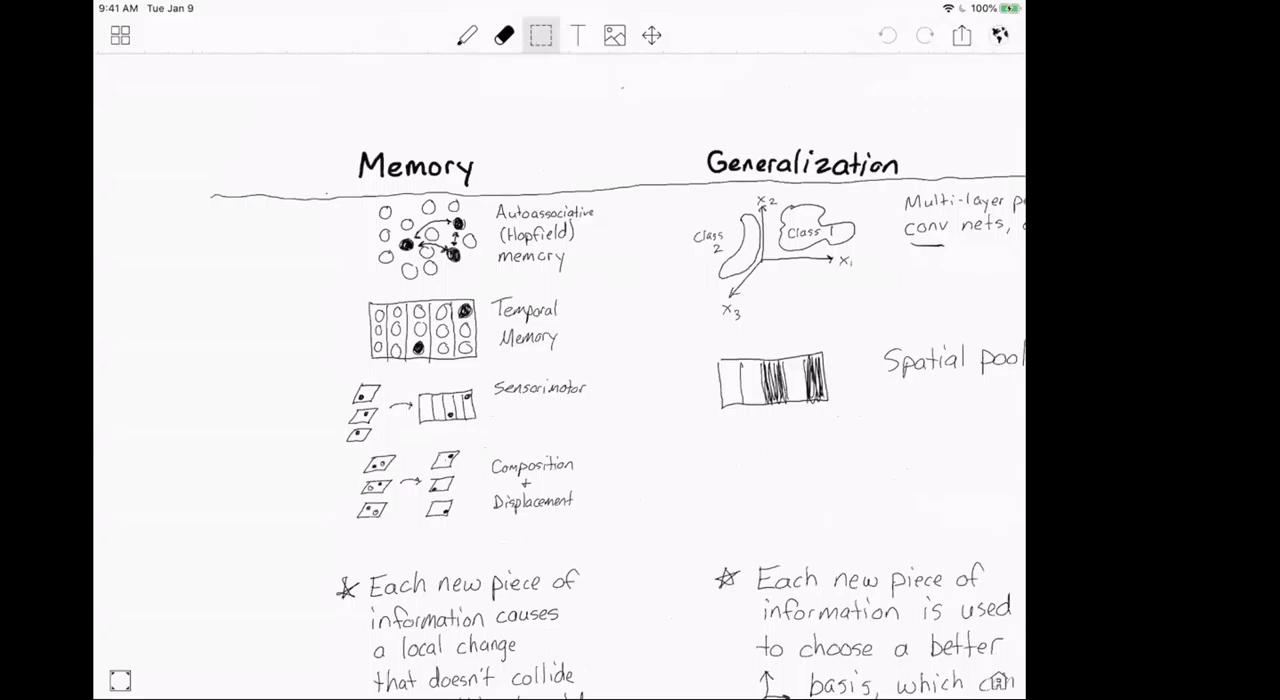 9:41 AM Tue Jan 9
100%
T
Memory
Generalization
Autoassociative
(Hopfield)
memory
Temporal
Memory
Sensorimotor
Composition
+
Displacement
Class
2
X2
Class 1
X1
X3
Multi-layer p
conv nets,
Spatial pool
Each new piece of
information causes
a local change
that doesn't collide
Each new piece of
information is used
to choose a better
basis, which can